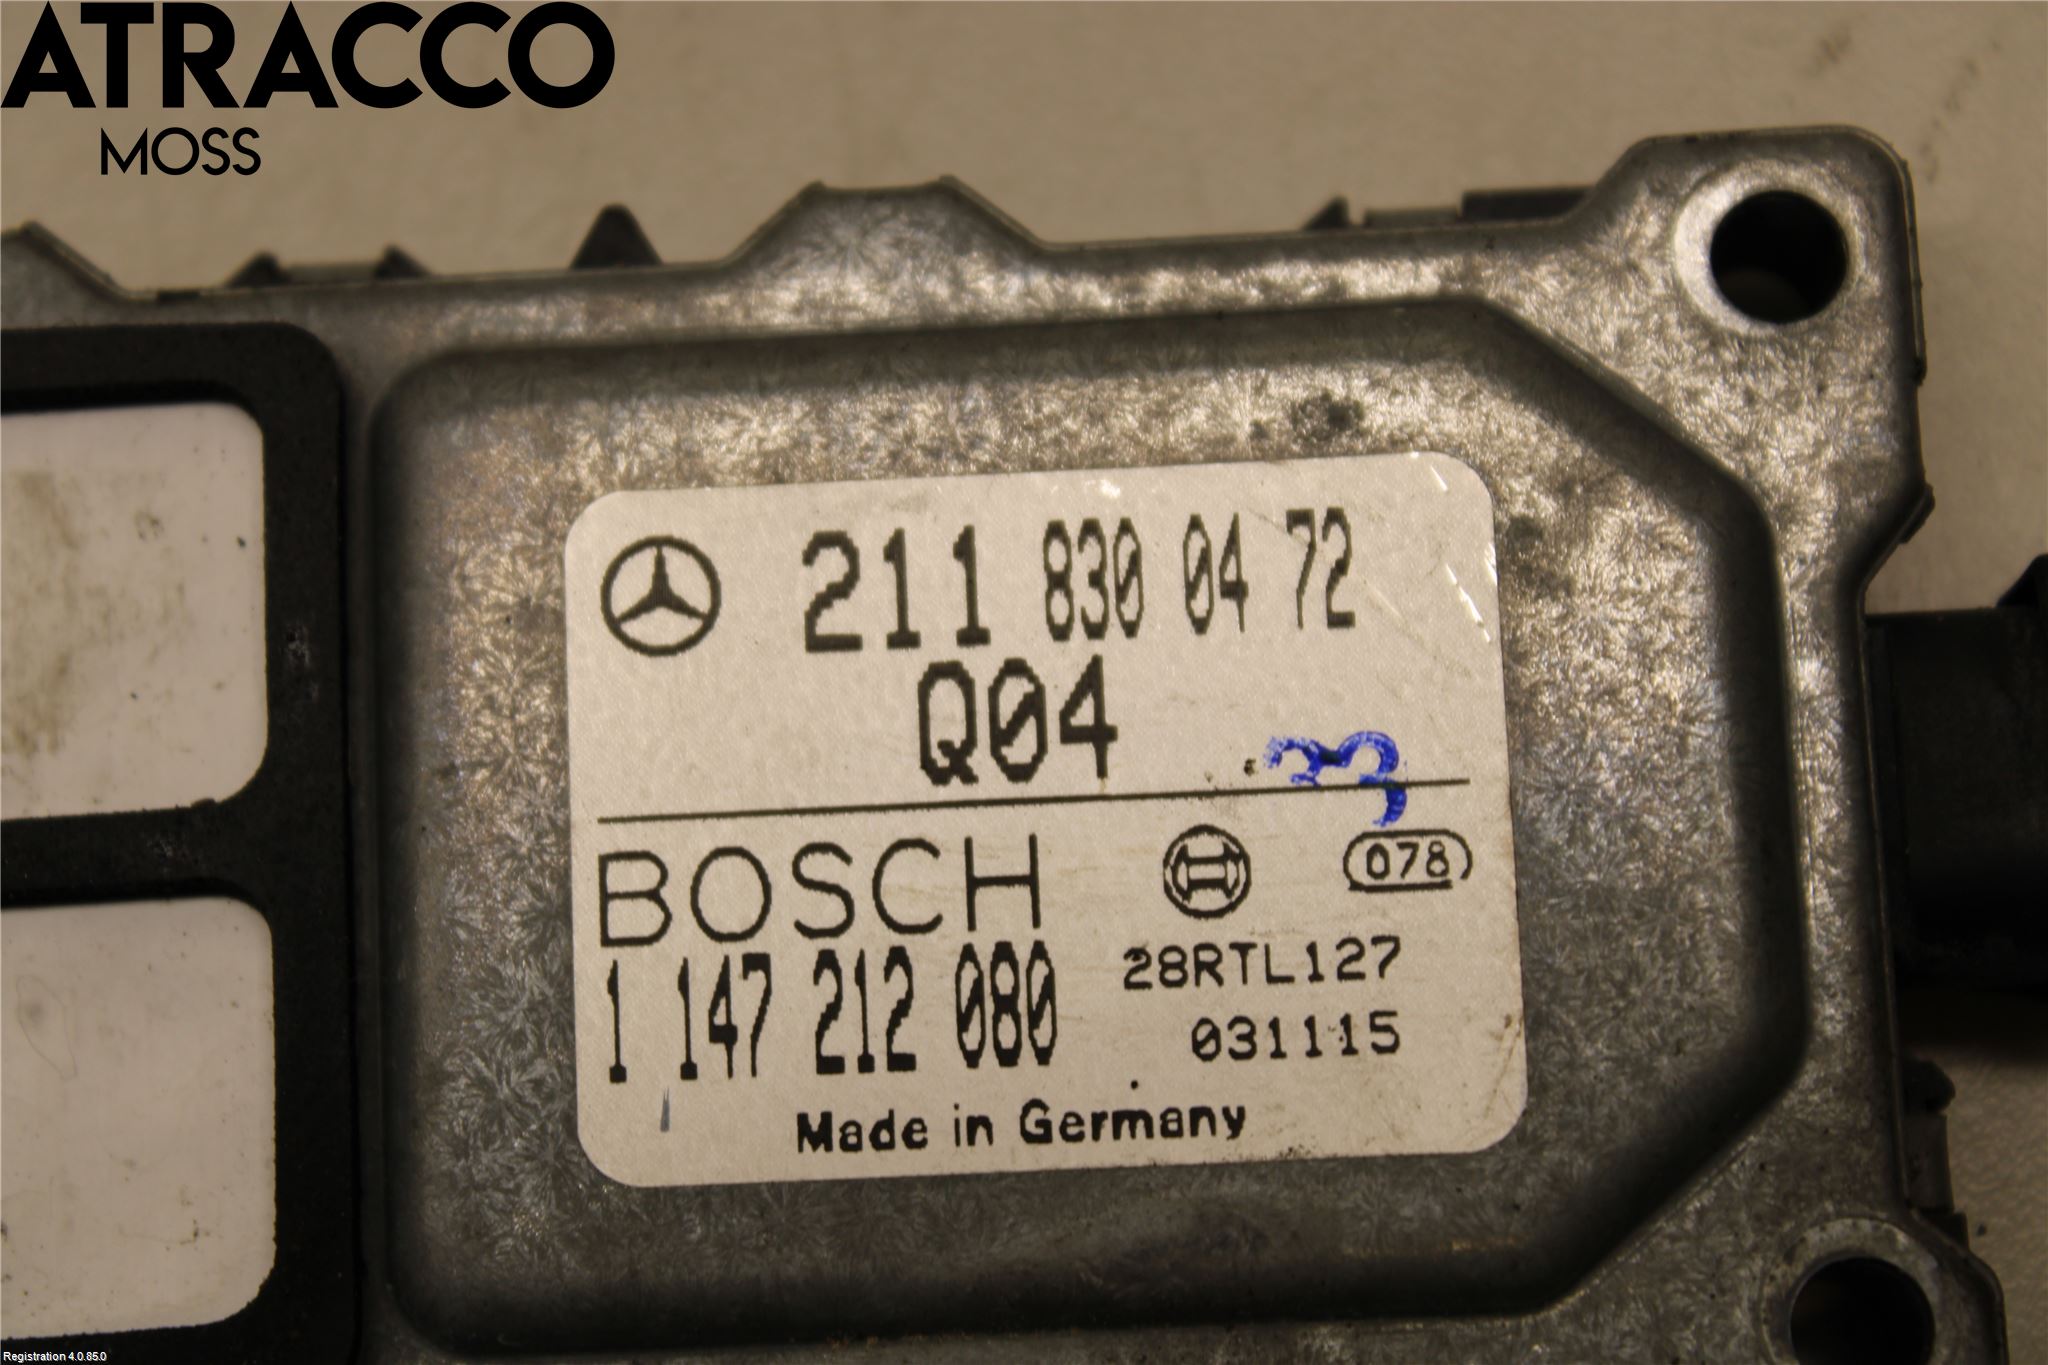 ATRACCO
MOSS
211 830 04 72
Q04
33
BOSCH
078
1 147 212 080
28RTL127
031115
Made in Germany
Registration 4.0.85.0